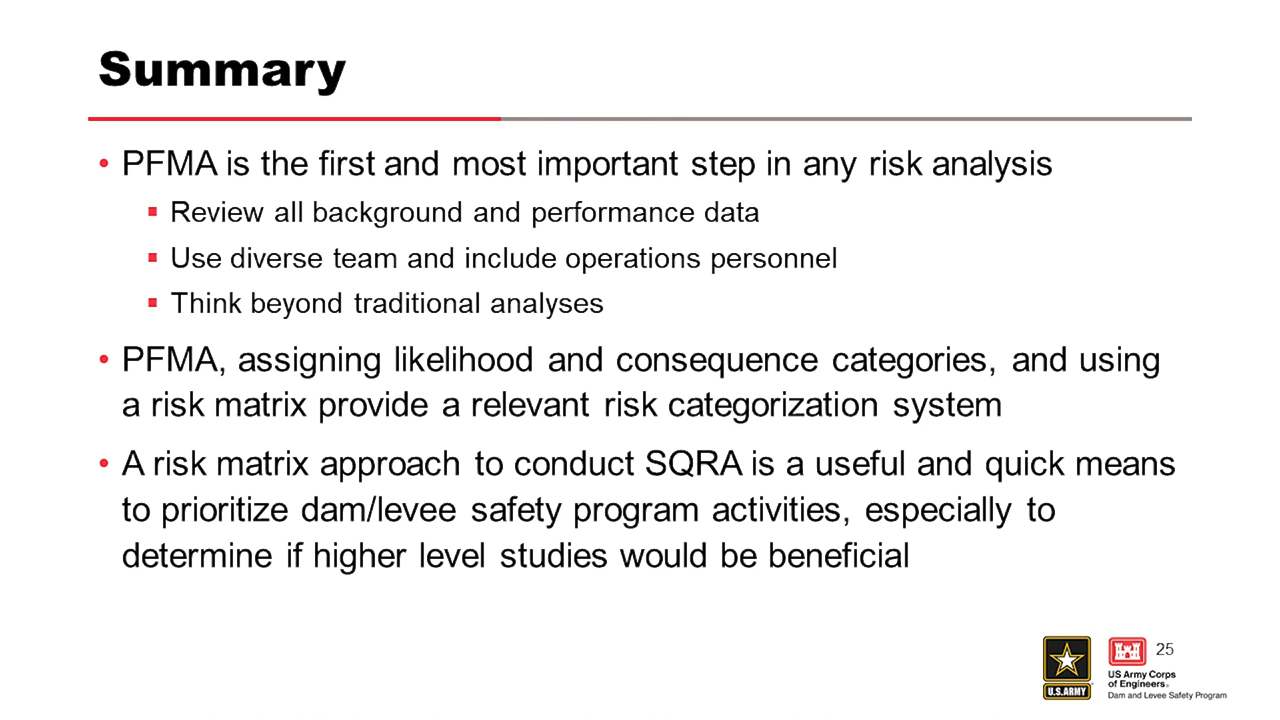 Summary
• PFMA is the first and most important step in any risk analysis
▪ Review all background and performance data
▪ Use diverse team and include operations personnel
▪ Think beyond traditional analyses
• PFMA, assigning likelihood and consequence categories, and using
a risk matrix provide a relevant risk categorization system
• A risk matrix approach to conduct SQRA is a useful and quick means
to prioritize dam/levee safety program activities, especially to
determine if higher level studies would be beneficial
25
U.S.ARMY
US Army Corps
of Engineers®
Dam and Levee Safety Program